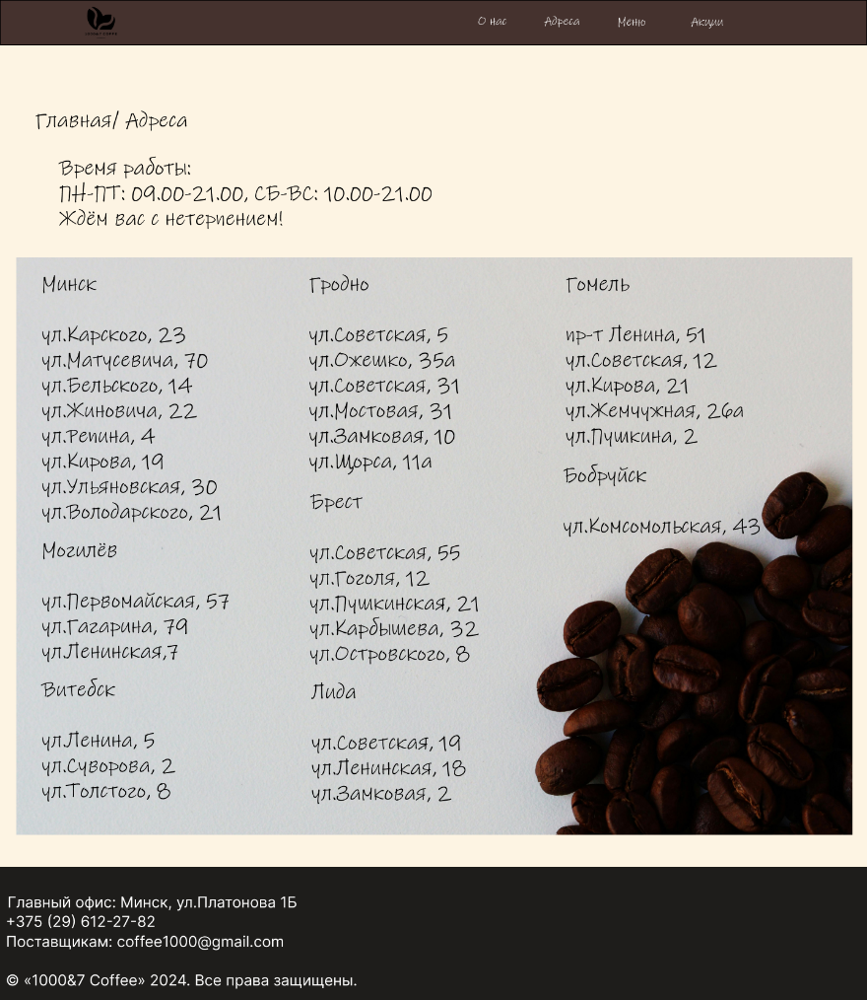 О нас
Адреса
Меню
Акции
Главная/ Адреса
Время работы:
ПН-ПТ: 09.00-21.00, СБ-ВС: 10.00-21.00
Ждём вас с нетерпением!
Минск
ул.Карского, 23
ул.Матусевича, 70
ул.Бельского, 14
ул.Жиновича, 22
ул.Репина, 4
ул.Кирова, 19
ул.Ульяновская, 30
ул.Володарского, 21
Могилёв
ул.Первомайская, 57
ул.Гагарина, 79
ул.Ленинская,7
Витебск
ул.Ленина, 5
ул.Суворова, 2
ул.Толстого, 8
Гродно
ул.Советская, 5
ул.Ожешко, 35а
ул.Советская, 31
ул.Мостовая, 31
ул.Замковая, 10
ул.Щорса, 11а
Брест
ул.Советская, 55
ул.Гоголя, 12
ул.Пушкинская, 21
ул.Карбышева, 32
ул.Островского, 8
Лида
ул.Советская, 19
ул.Ленинская, 18
ул.Замковая, 2
Гомель
пр-т Ленина, 51
ул.Советская, 12
ул.Кирова, 21
ул.Жемчужная, 26а
ул.Пушкина, 2
Бобруйск
ул.Комсомольская, 43
Главный офис: Минск, ул.Платонова 1Б
+375 (29) 612-27-82
Поставщикам: coffee1000@gmail.com
© «1000&7 Coffee» 2024. Все права защищены.